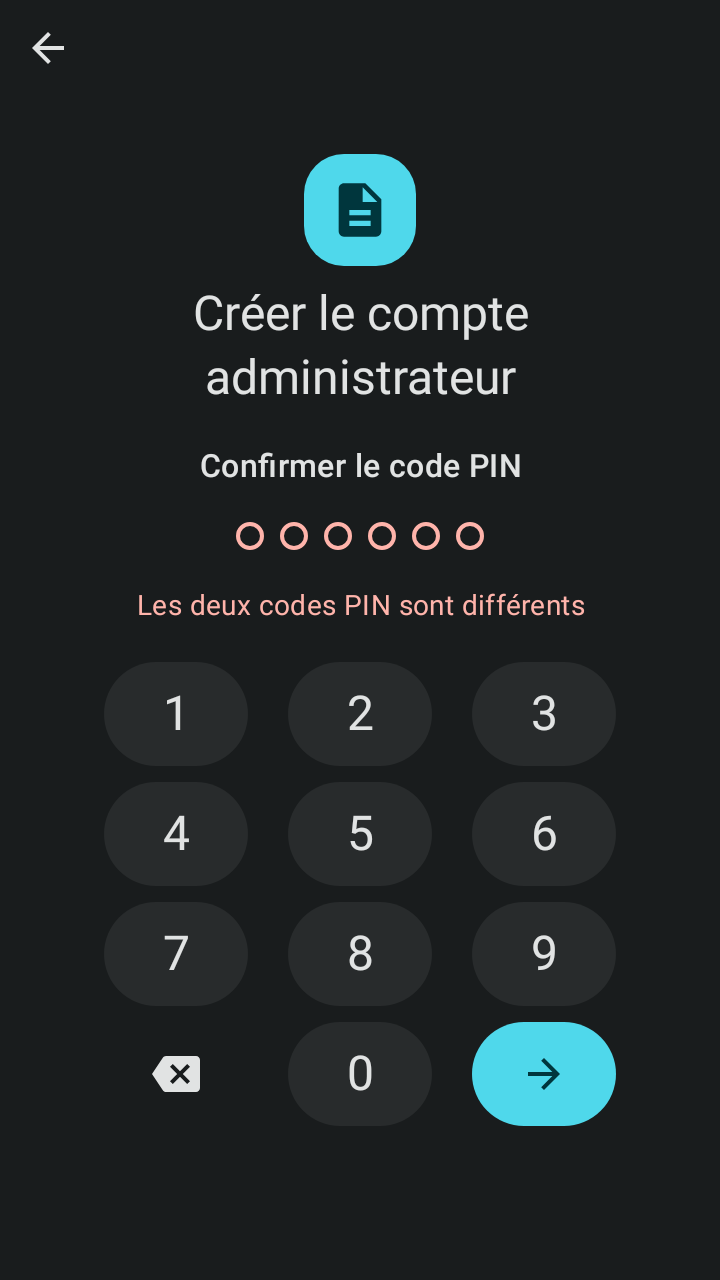 Créer le compte
administrateur
Confirmer le code PIN
Les deux codes PIN sont différents
1 2 3
4 5 6
7 8 9
0